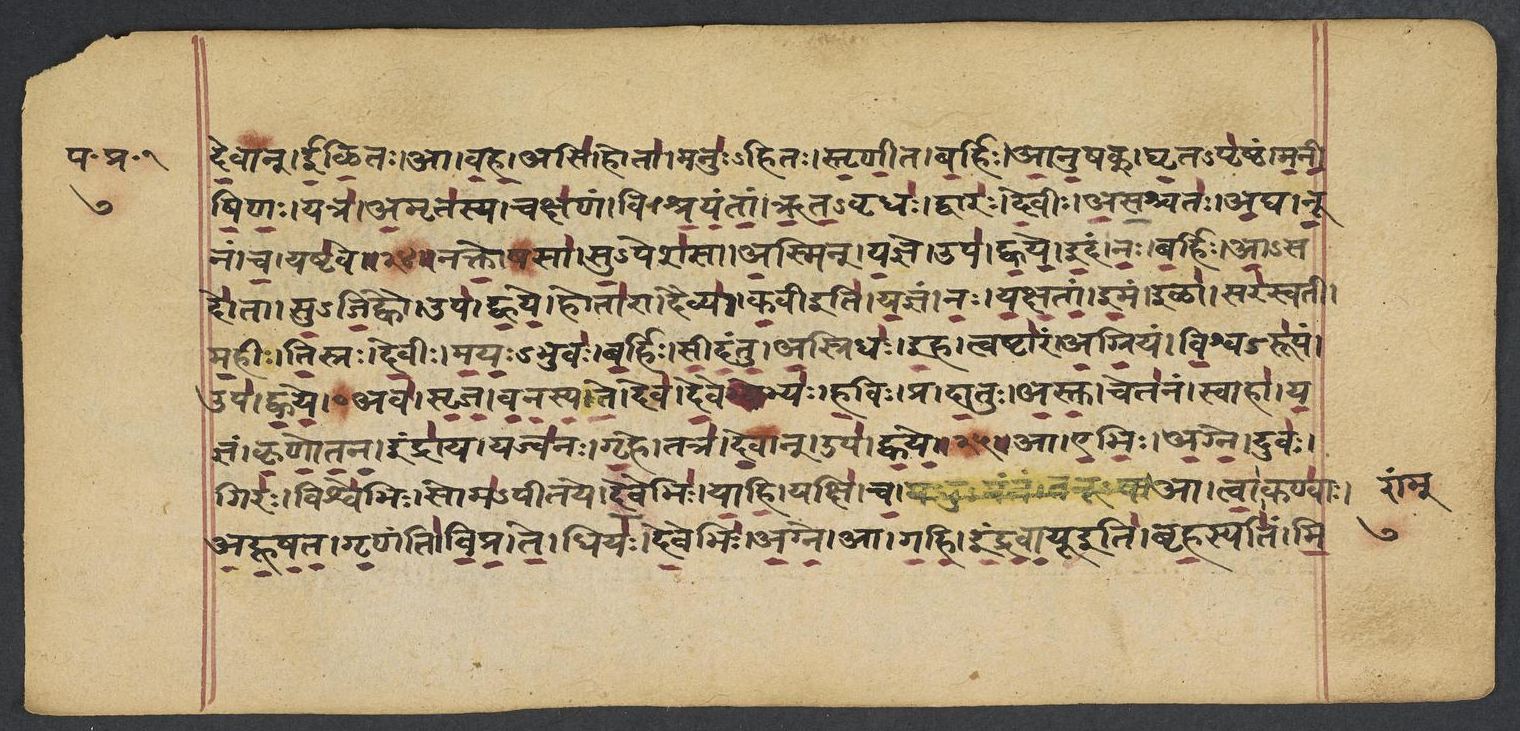 प॰ प्र॰ १
७
देवान्।ईळितः।आ।वह।असि।होता।मनुःऽहितः।स्तृणीत।बर्हिः।आनुषक्।घृतऽपृष्ठं।मनी
षिणः।यत्र।अमृतस्य।चक्षणं।वि।श्रयंतां।ऋतऽवृधः।द्वारः।देवीः।असश्चतः।अद्य।नू
नं।च।यष्टवे॥२४॥नक्तोषसा।सुऽपेशसा।अस्मिन्।यज्ञे।उप।ह्वये।इदं।नः।बर्हिः।आऽस
दे।ता।सुऽजिह्वौ।उप।ह्वये।होतारा।दैव्या।कवीइति।यज्ञं।नः।यक्षतां।इमं।इळा।सरस्वती।
महीः।तिस्रः।देवीः।मयःऽभुवः।बर्हिः।सीदंतु।अस्रिधः।इह।त्वष्टारं।अग्रियं।विश्वऽरूपं।
उप।ह्वये।॰अव।सृज।वनस्पते।देव।देवेभ्यः।हविः।प्र।दातुः।अस्तु।चेतनं।स्वाहा।य
ज्ञं।कृणोतन।इंद्राय।यज्वनः।गृहे।तत्र।देवान्।उप।ह्वये॥२५॥आ।एभिः।अग्ने।दुवः।
गिरः।विश्वेभिः।सोमऽपीतये।देवेभिः।याहि।यक्षि।च।आ।त्वा।कण्वाः।
अहूषत।गृणंति।विप्र।ते।धियः।देवेभिः।अग्ने।आ।गहि।इंद्रवायूइति।बृहस्पतिं।मि
रांमु
७